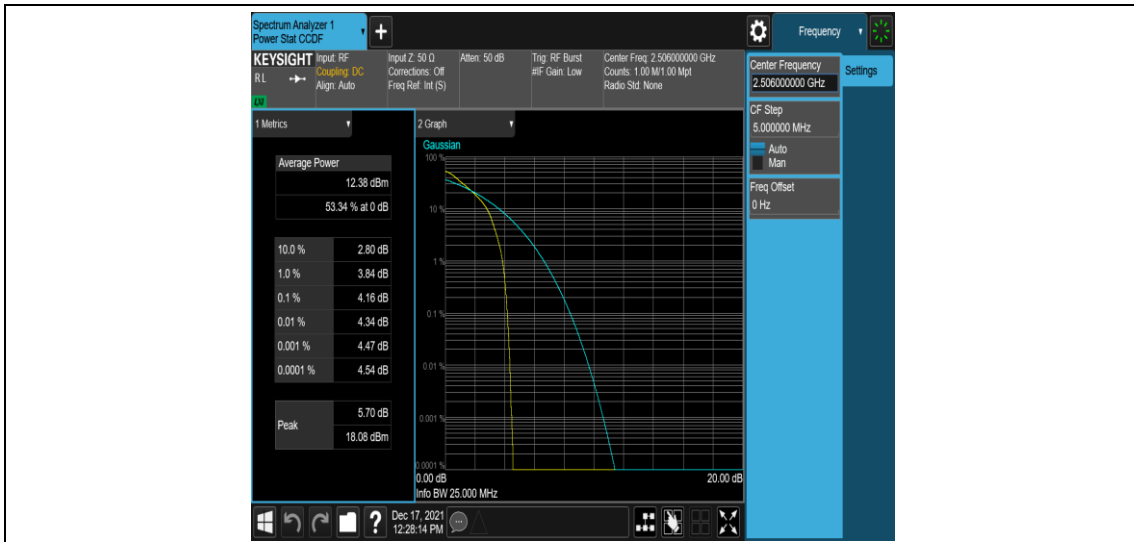 Spectrum Analyzer 1
Power Stat CCDF
+
Frequency
KEYSIGHT
RL
LXI
Input: RF
Coupling: DC
Align: Auto
Input Z: 50 Ω
Corrections: Off
Freq Ref: Int (S)
Atten: 50 dB
Trig: RF Burst
#IF Gain: Low
Center Freq: 2.506000000 GHz
Counts: 1.00 M/1.00 Mpt
Radio Std: None
Center Frequency
2.506000000 GHz
Settings
CF Step
5.000000 MHz
Auto
Man
Freq Offset
0 Hz
1 Metrics
Average Power
12.38 dBm
53.34 % at 0 dB
10.0 % 2.80 dB
1.0 % 3.84 dB
0.1 % 4.16 dB
0.01 % 4.34 dB
0.001 % 4.47 dB
0.0001 % 4.54 dB
Peak
5.70 dB
18.08 dBm
2 Graph
Gaussian
100 %
10 %
1 %
0.1 %
0.01 %
0.001 %
0.0001 %
0.00 dB
20.00 dB
Info BW 25.000 MHz
?
Dec 17, 2021
12:28:14 PM